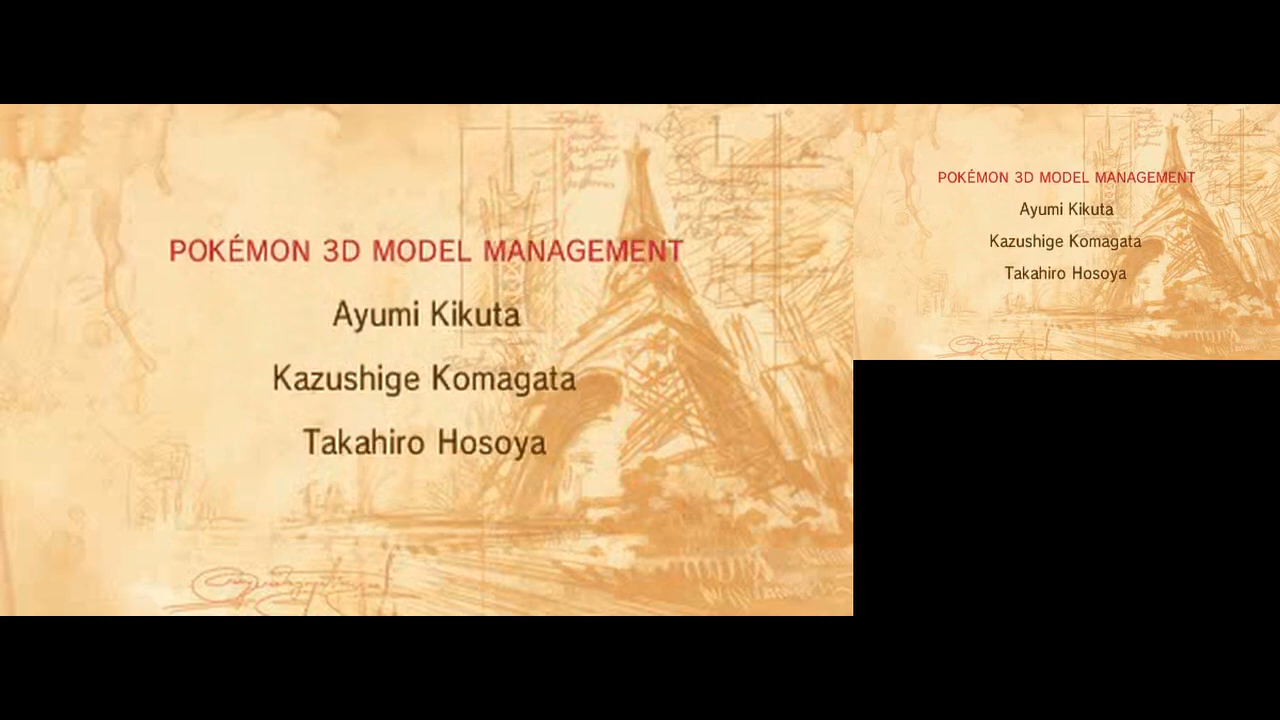 POKÉMON 3D MODEL MANAGEMENT
Ayumi Kikuta
Kazushige Komagata
Takahiro Hosoya
POKÉMON 3D MODEL MANAGEMENT
Ayumi Kikuta
Kazushige Komagata
Takahiro Hosoya